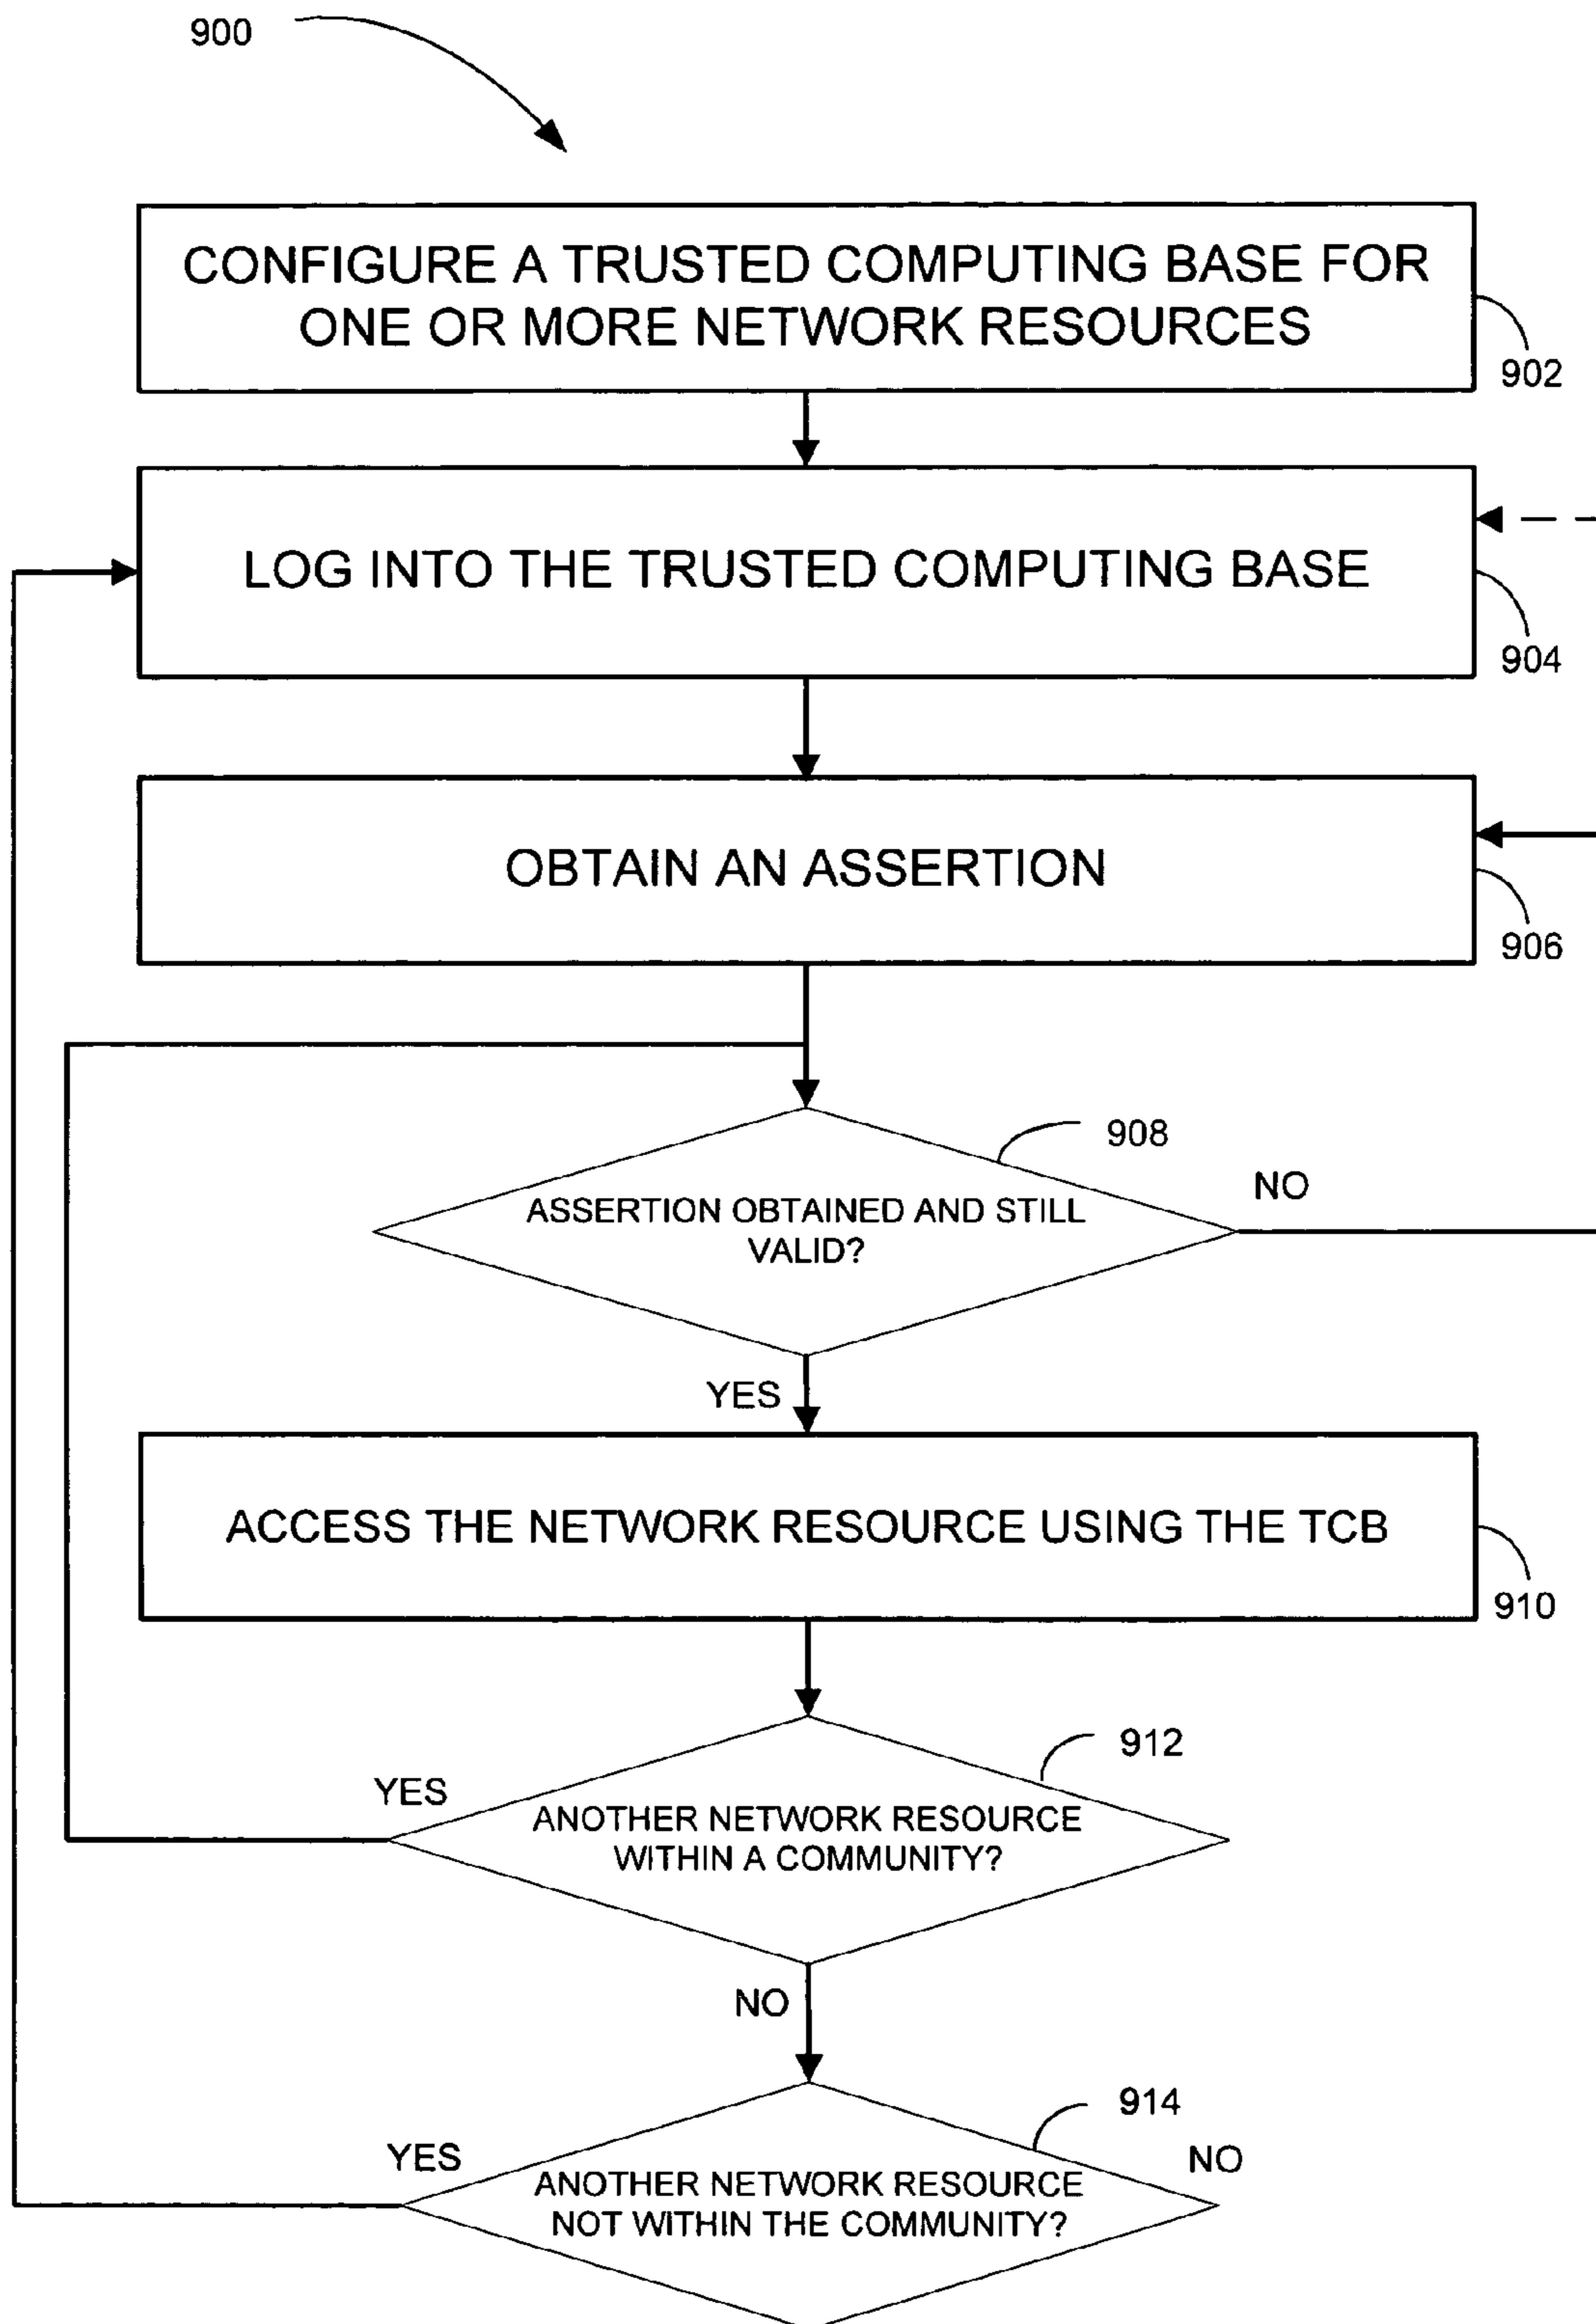 900
CONFIGURE A TRUSTED COMPUTING BASE FOR
ONE OR MORE NETWORK RESOURCES
902
LOG INTO THE TRUSTED COMPUTING BASE
904
OBTAIN AN ASSERTION
906
908
NO
ASSERTION OBTAINED AND STILL
VALID?
YES
ACCESS THE NETWORK RESOURCE USING THE TCB
910
912
YES
ANOTHER NETWORK RESOURCE
WITHIN A COMMUNITY?
NO
914
YES
NO
ANOTHER NETWORK RESOURCE
NOT WITHIN THE COMMUNITY?